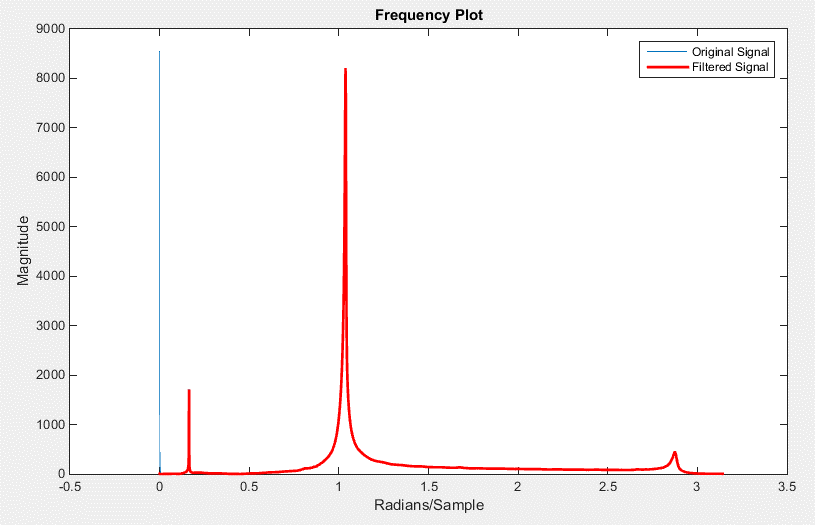 Frequency Plot
Original Signal
Filtered Signal
Magnitude
9000
8000
7000
6000
5000
4000
3000
2000
1000
0
-0.5 0 0.5 1 1.5 2 2.5 3 3.5
Radians/Sample